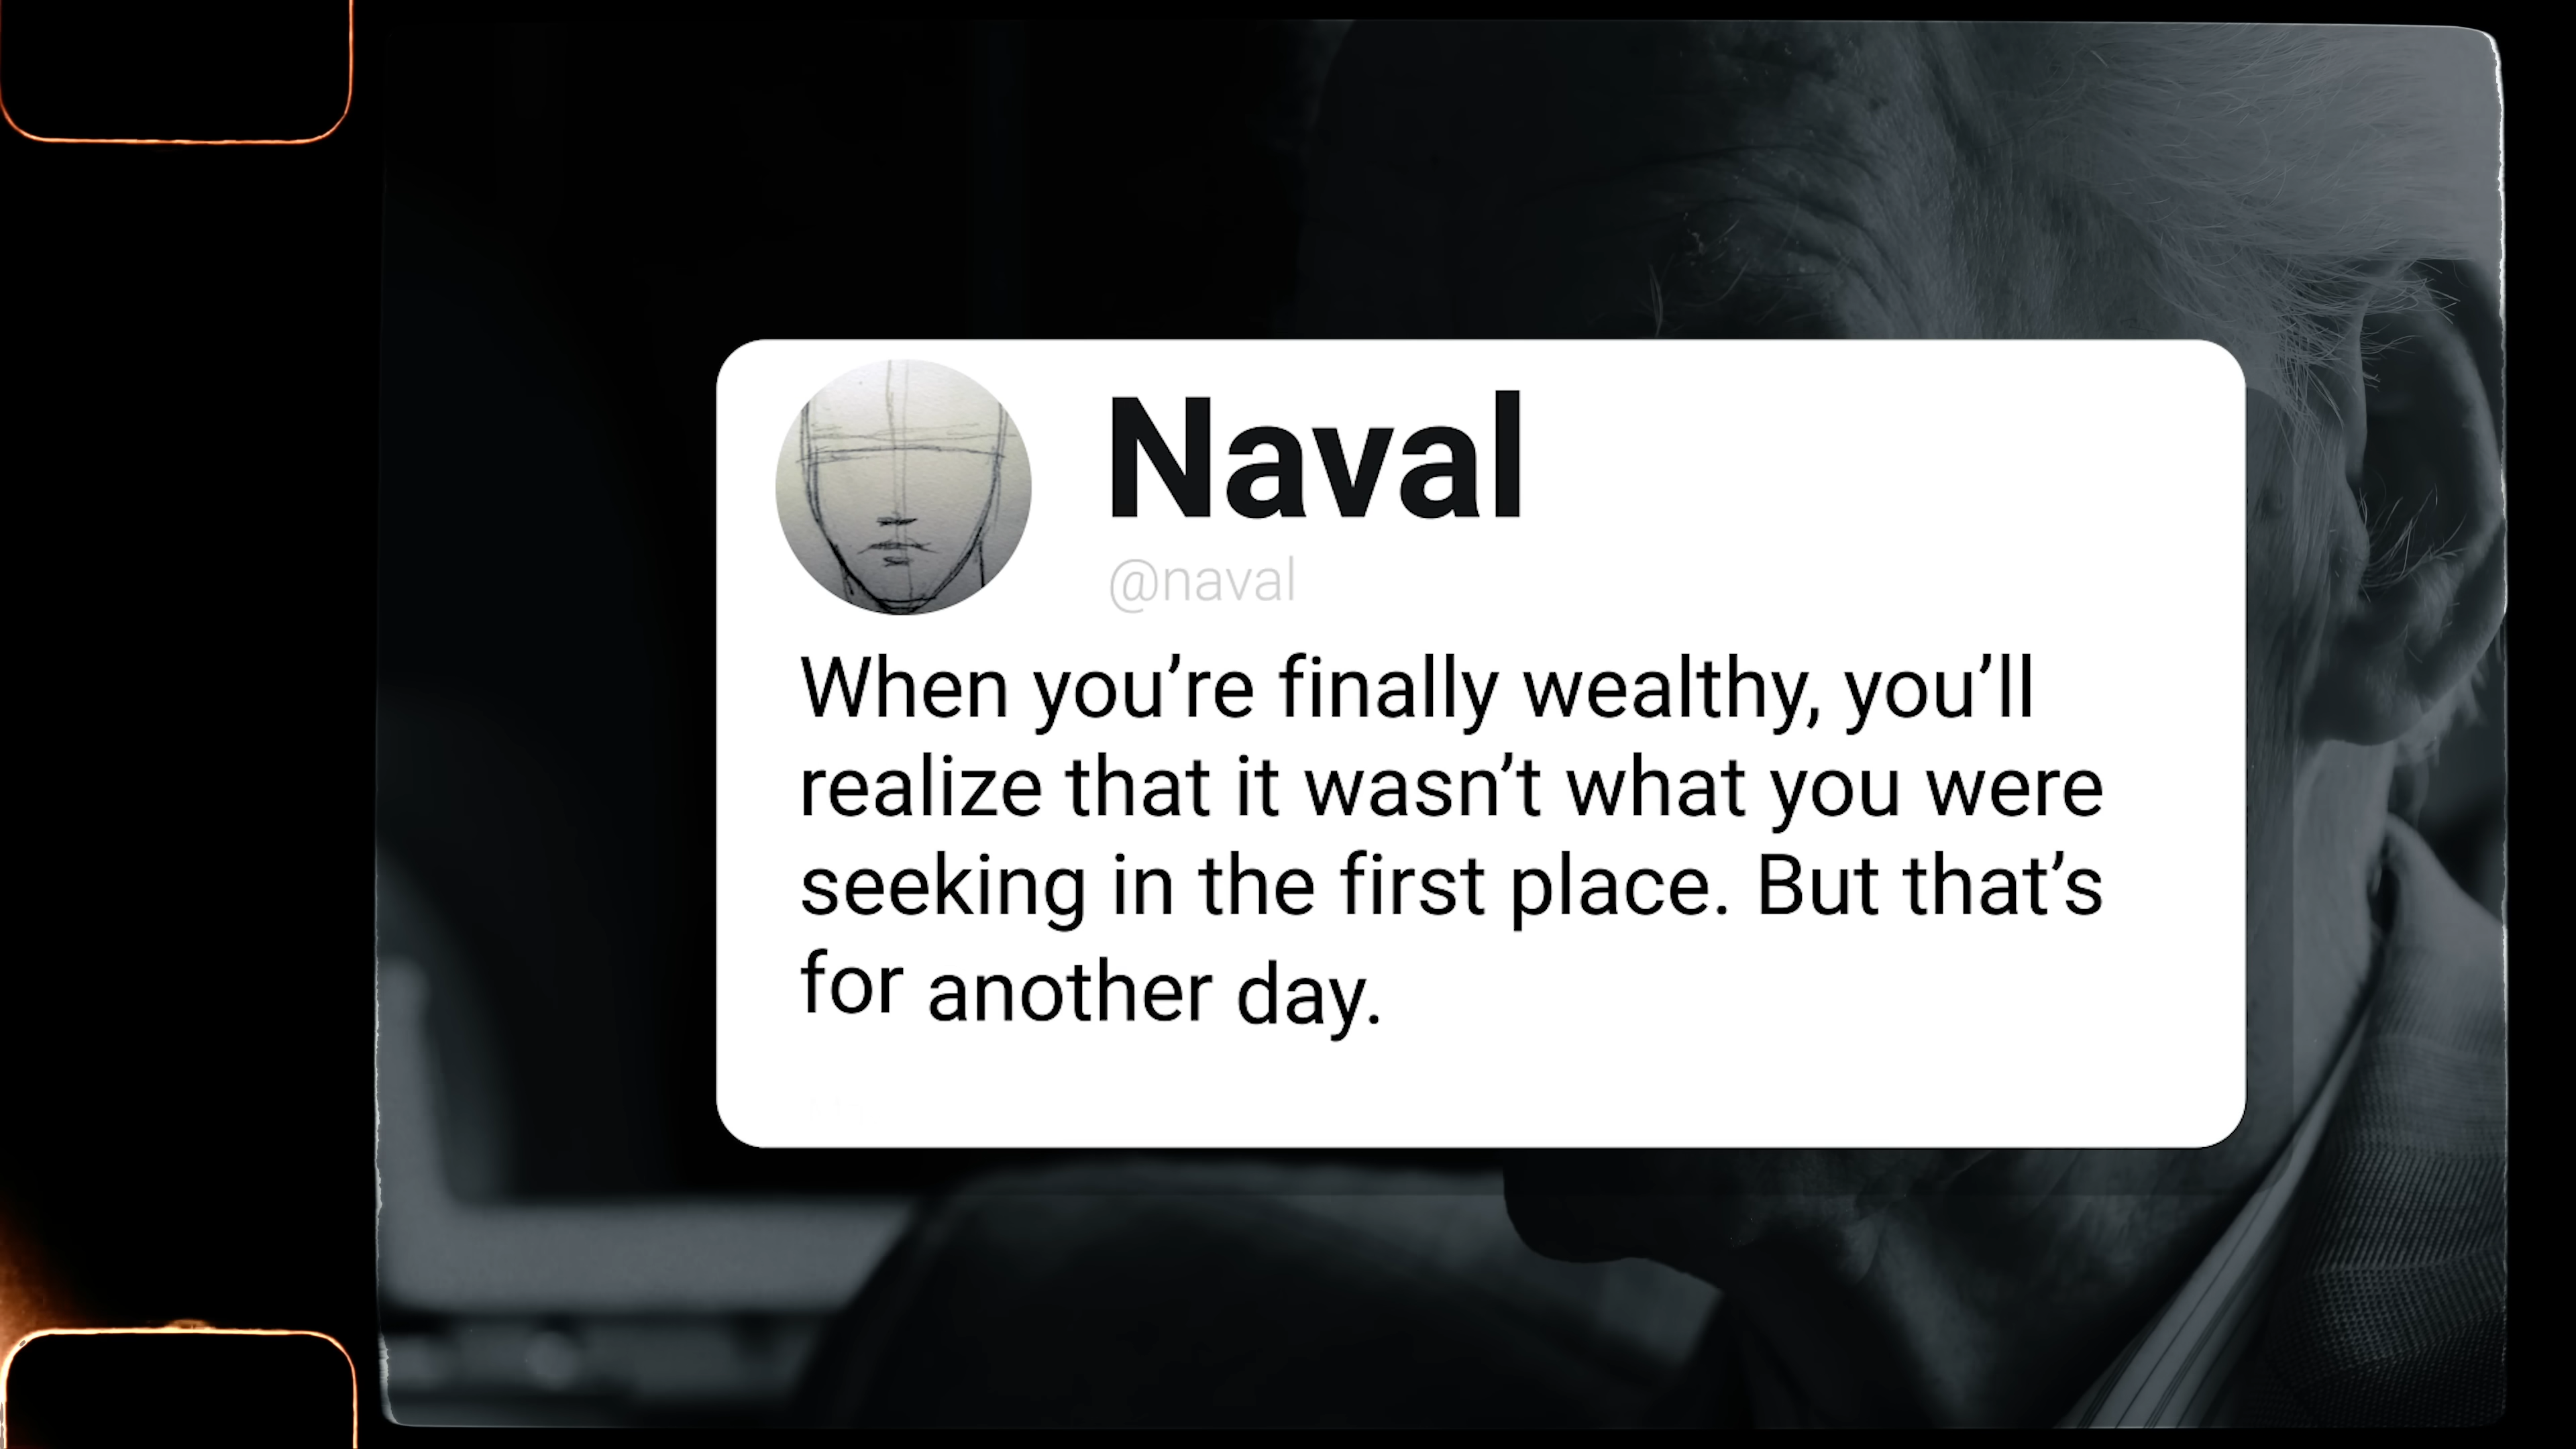 Naval
@naval
When you’re finally wealthy, you’ll
realize that it wasn’t what you were
seeking in the first place. But that’s
for another day.